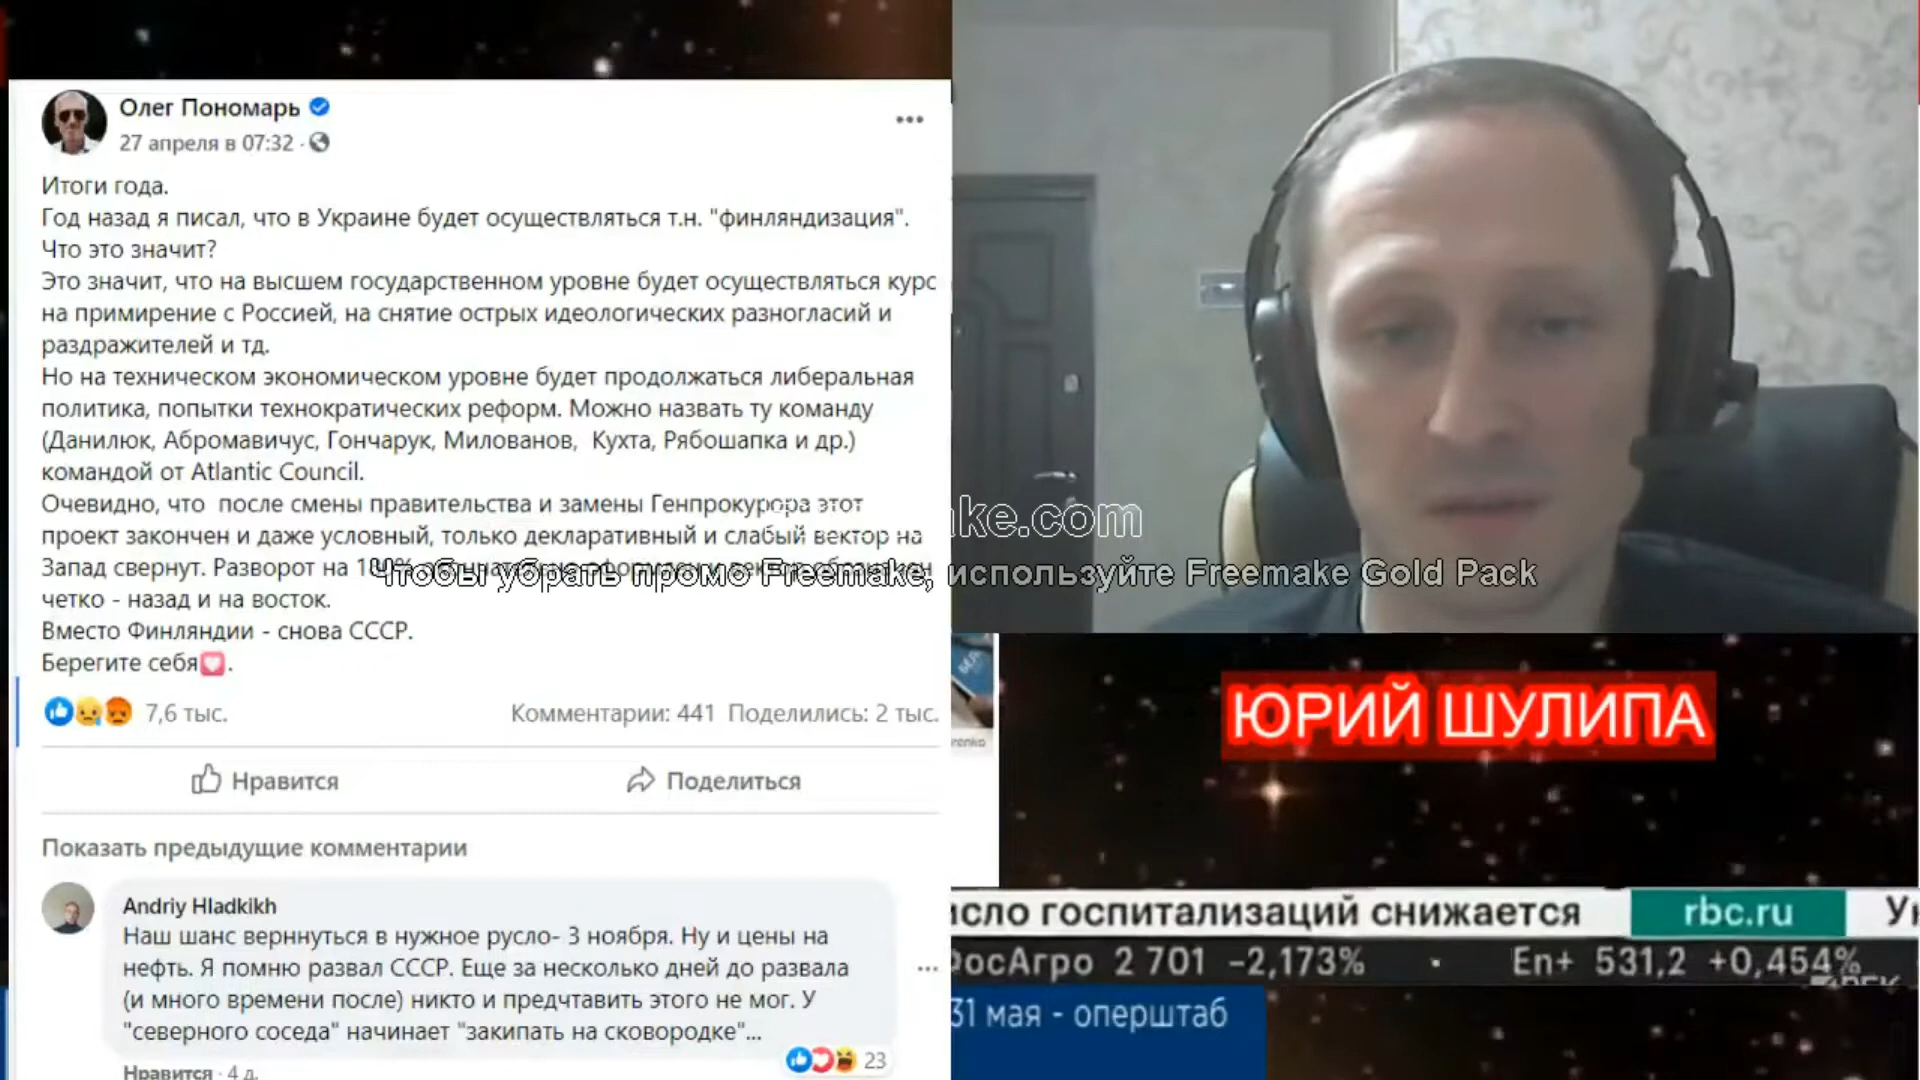 Олег Пономарь
27 апреля в 07:32
Итоги года.
Год назад я писал, что в Украине будет осуществляться т.н. "финляндизация".
Что это значит?
Это значит, что на высшем государственном уровне будет осуществляться курс
на примирение с Россией, на снятие острых идеологических разногласий и
раздражителей и тд.
Но на техническом экономическом уровне будет продолжаться либеральная
политика, попытки технократических реформ. Можно назвать ту команду
(Данилюк, Абромавичус, Гончарук, Милованов, Кухта, Рябошапка и др.)
командой от Atlantic Council.
Очевидно, что после смены правительства и замены Генпрокурора этот
проект закончен и даже условный, только декларативный и слабый вектор на
Запад свернут. Разворот на
четко - назад и на восток.
Вместо Финляндии - снова СССР.
Берегите себя.
7,6 тыс.
Комментарии: 441 Поделились: 2 тыс.
Нравится
Поделиться
Показать предыдущие комментарии
Andriy Hladkikh
Наш шанс вернннуться в нужное русло- 3 ноября. Ну и цены на
нефть. Я помню развал СССР. Еще за несколько дней до развала
(и много времени после) никто и предчтавить этого не мог. У
"северного соседа" начинает "закипать на сковородке"...
23
Нравится · 4 д.
ke.com
Чтобы убрать промо Freemake, используйте Freemake Gold Pack
ЮРИЙ ШУЛИПА
исло госпитализаций снижается
rbc.ru
ФосАгро 2 701 -2,173% · En+ 531,2 +0,454%
31 мая - оперштаб